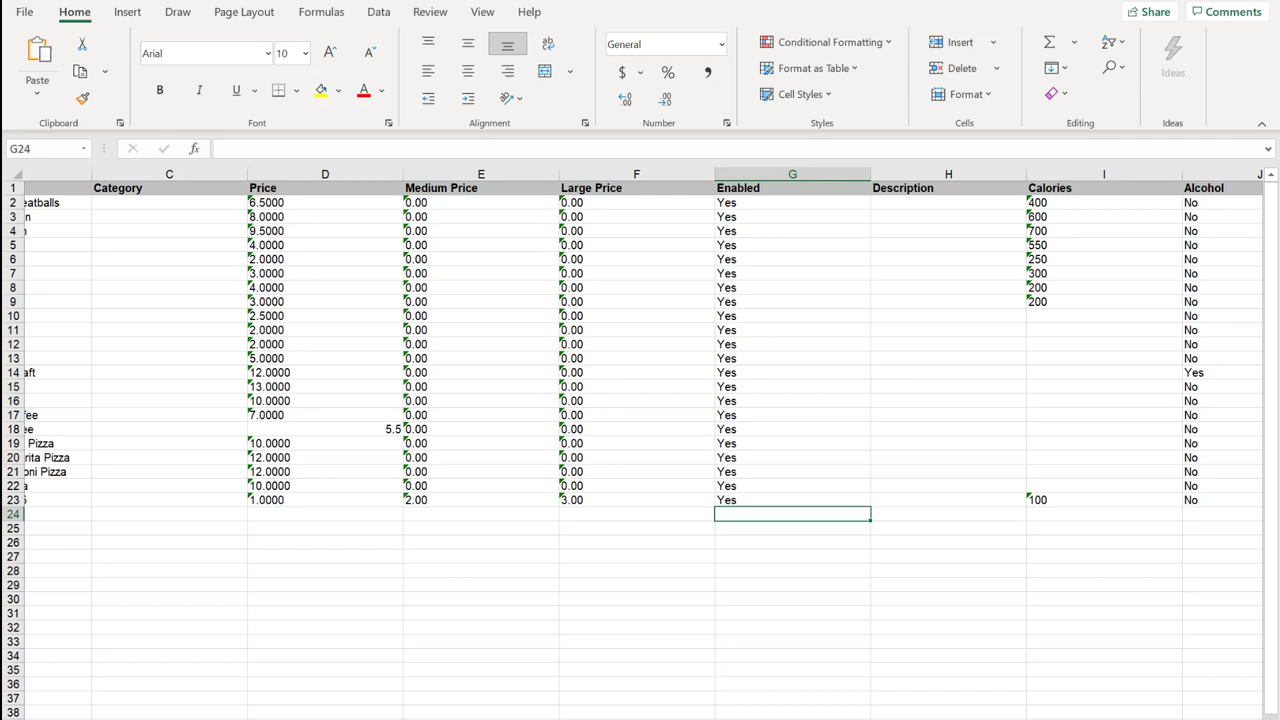 File Home Insert Draw Page Layout Formulas Data Review View Help Share Comments
Paste Arial 10 B I U A General $ % Conditional Formatting Format as Table Cell Styles Insert Delete Format Ideas
Clipboard Font Alignment Number Styles Cells Editing Ideas
G24 fx
C D E F G H I J
1 Category Price Medium Price Large Price Enabled Description Calories Alcohol
2 eatballs 6.5000 0.00 0.00 Yes 400 No
3 n 8.0000 0.00 0.00 Yes 600 No
4 9.5000 0.00 0.00 Yes 700 No
5 4.0000 0.00 0.00 Yes 550 No
6 2.0000 0.00 0.00 Yes 250 No
7 3.0000 0.00 0.00 Yes 300 No
8 4.0000 0.00 0.00 Yes 200 No
9 3.0000 0.00 0.00 Yes 200 No
10 2.5000 0.00 0.00 Yes No
11 2.0000 0.00 0.00 Yes No
12 2.0000 0.00 0.00 Yes No
13 5.0000 0.00 0.00 Yes No
14 aft 12.0000 0.00 0.00 Yes Yes
15 13.0000 0.00 0.00 Yes No
16 10.0000 0.00 0.00 Yes No
17 fee 7.0000 0.00 0.00 Yes No
18 ee 5.5 0.00 0.00 Yes No
19 Pizza 10.0000 0.00 0.00 Yes No
20 rita Pizza 12.0000 0.00 0.00 Yes No
21 oni Pizza 12.0000 0.00 0.00 Yes No
22 a 10.0000 0.00 0.00 Yes No
23 1.0000 2.00 3.00 Yes 100 No
24
25
26
27
28
29
30
31
32
33
34
35
36
37
38